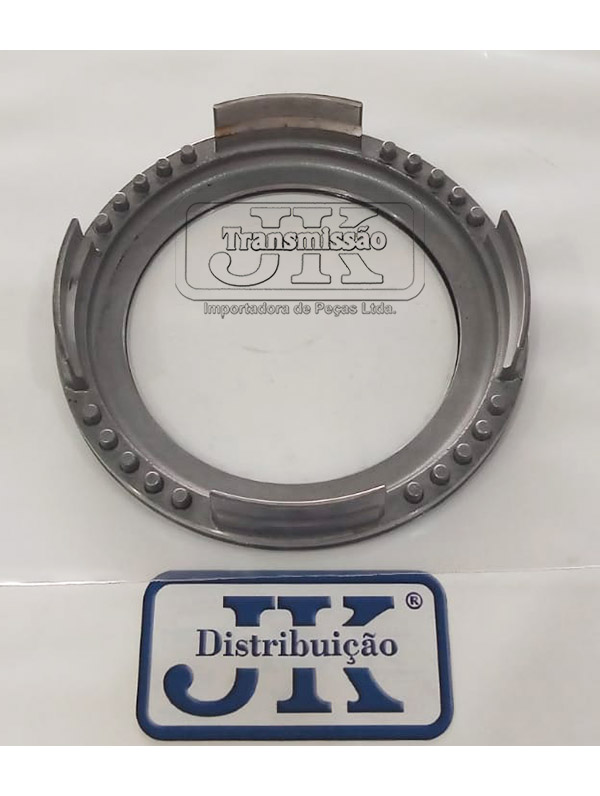 JK
Transmissão
Importadora de Peças Ltda.
JK ®
Distribuição